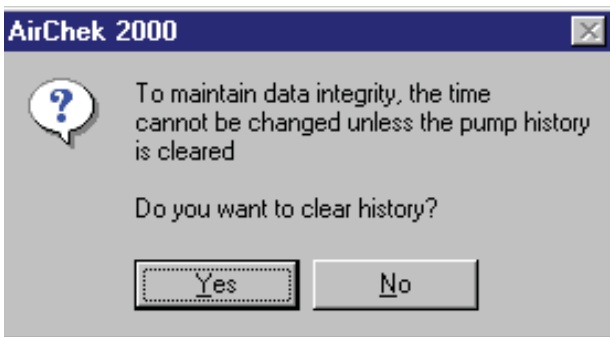 AirChek 2000
?
To maintain data integrity, the time
cannot be changed unless the pump history
is cleared
Do you want to clear history?
Yes No